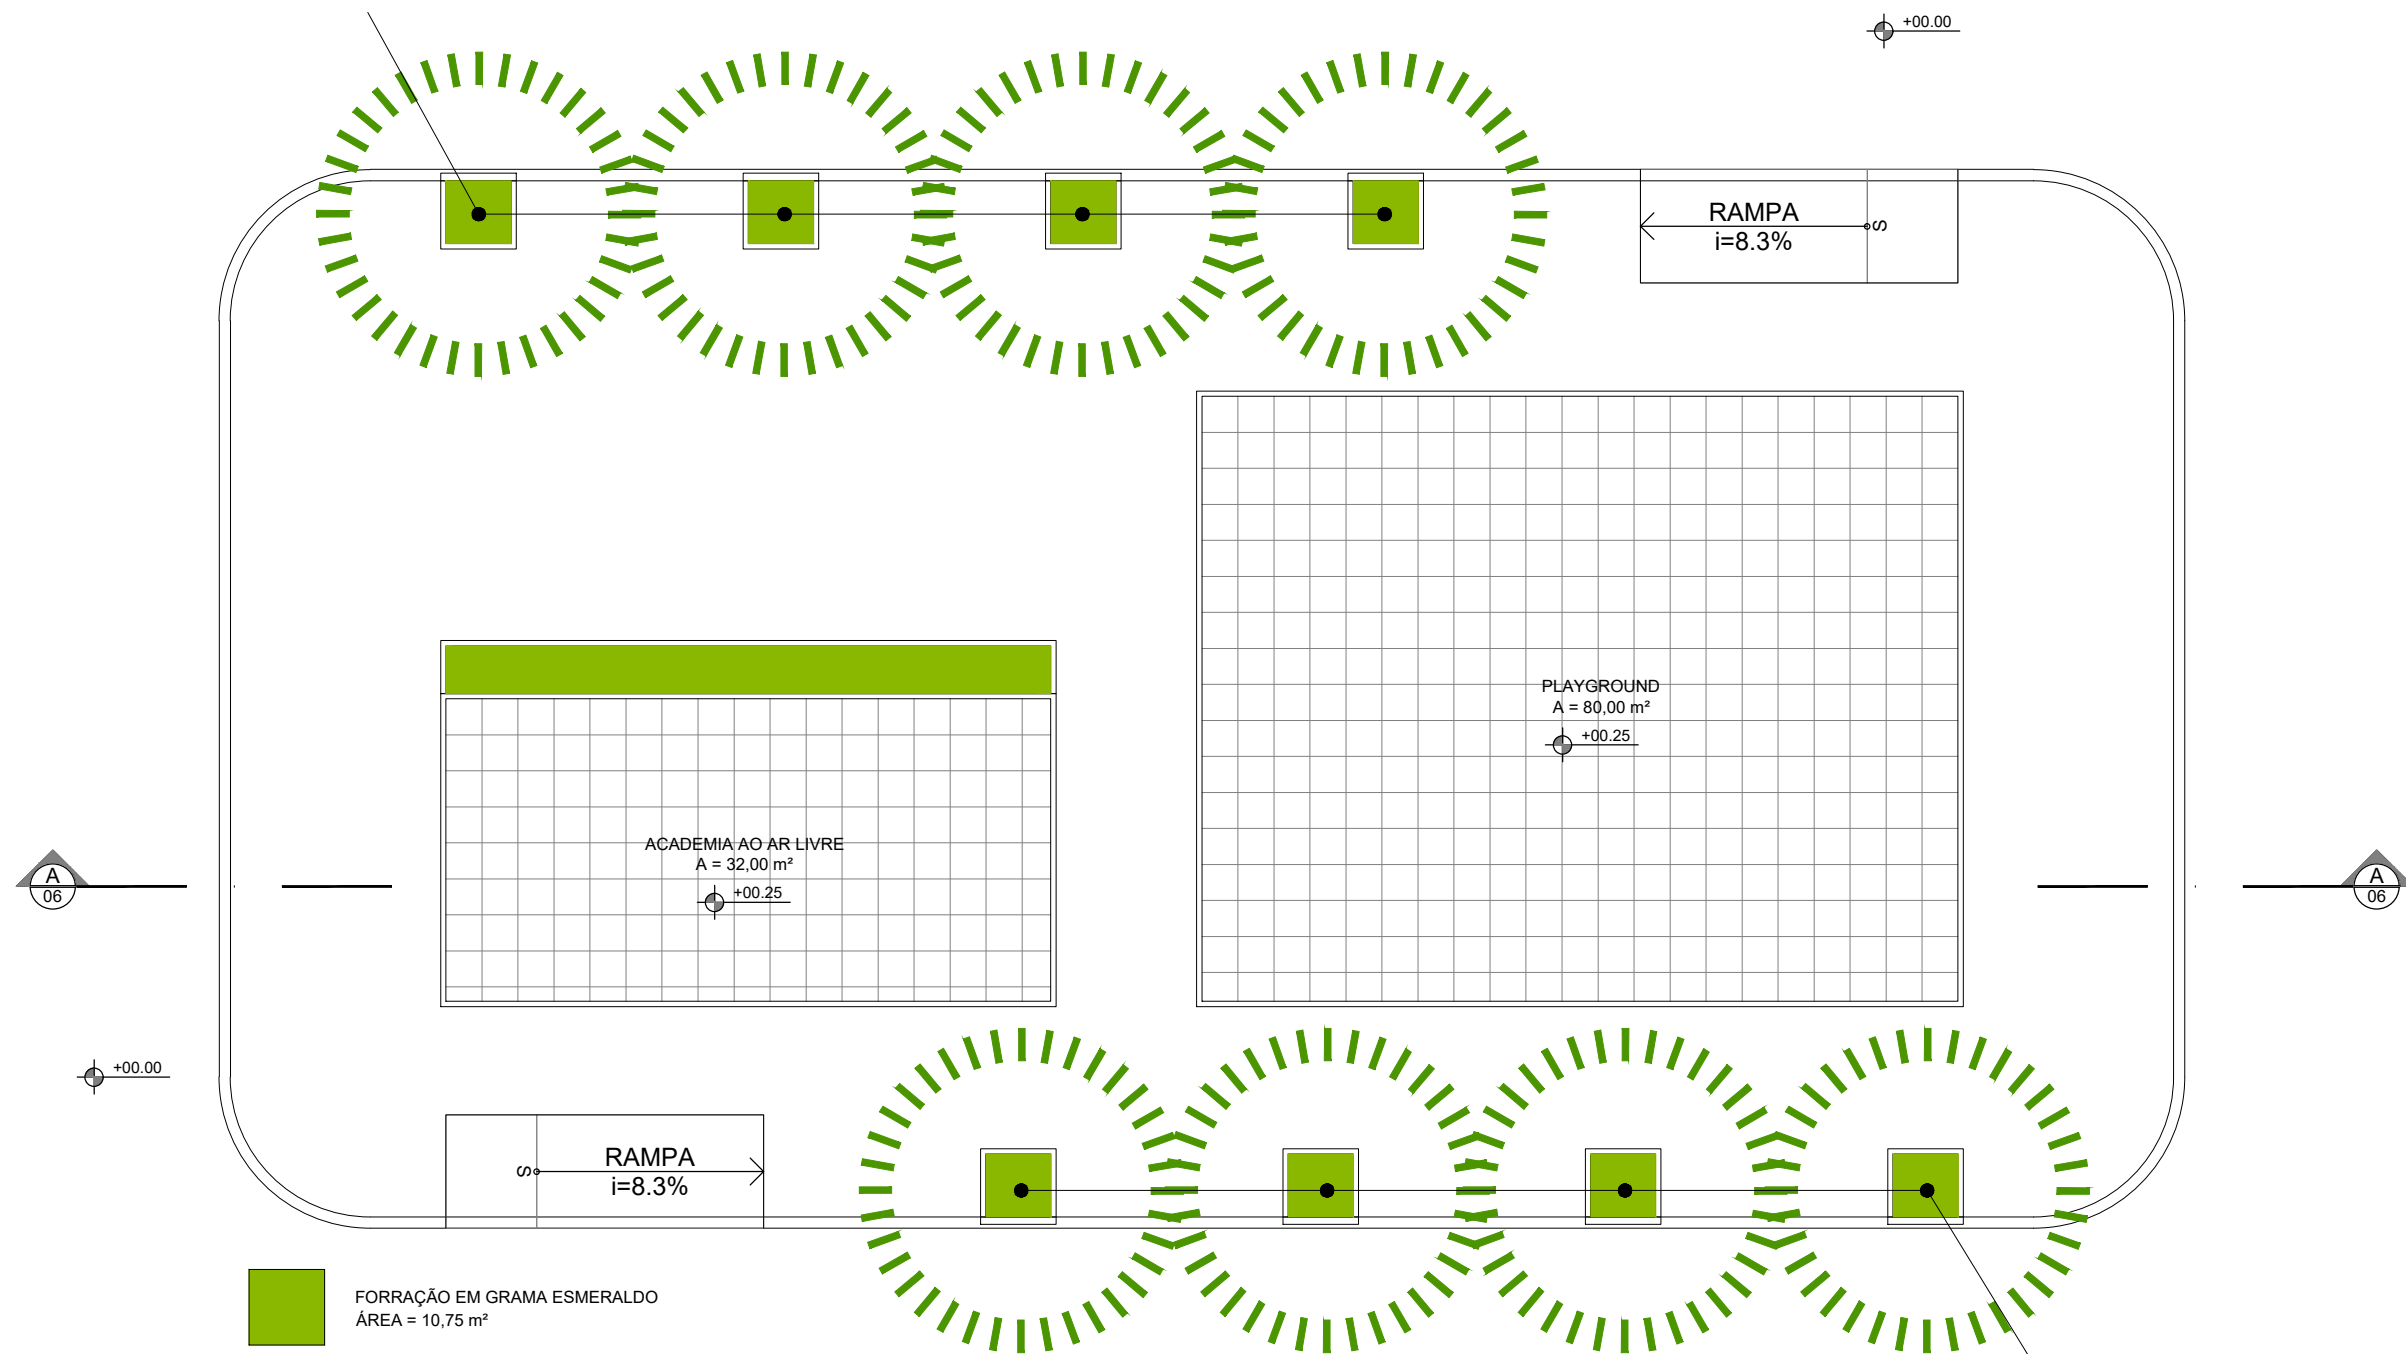 +00.00
RAMPA
i=8.3%
S
PLAYGROUND
A = 80,00 m²
+00.25
ACADEMIA AO AR LIVRE
A = 32,00 m²
+00.25
A
06
A
06
+00.00
S
RAMPA
i=8.3%
FORRAÇÃO EM GRAMA ESMERALDO
ÁREA = 10,75 m²